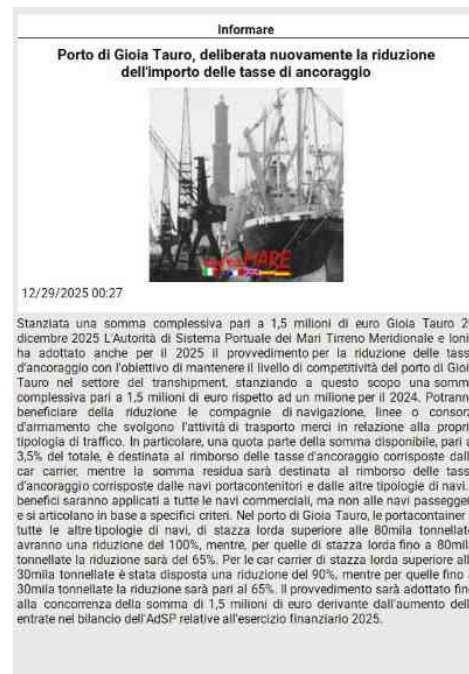 Informare
Porto di Gioia Tauro, deliberata nuovamente la riduzione
dell'importo delle tasse di ancoraggio
MARE
12/29/2025 00:27
Stanziata una somma complessiva pari a 1,5 milioni di euro Gioia Tauro 2
dicembre 2025 L'Autorità di Sistema Portuale dei Mari Tirreno Meridionale e Ioni
ha adottato anche per il 2025 il provvedimento per la riduzione delle tass
d'ancoraggio con l'obiettivo di mantenere il livello di competitività del porto di Gioi
Tauro nel settore del transhipment, stanziando a questo scopo una somm
complessiva pari a 1,5 milioni di euro rispetto ad un milione per il 2024. Potrann
beneficiare della riduzione le compagnie di navigazione, linee o consorz
d'armamento che svolgono l'attività di trasporto merci in relazione alla propri
tipologia di traffico. In particolare, una quota parte della somma disponibile, pari a
3,5% del totale, è destinata al rimborso delle tasse d'ancoraggio corrisposte dall
car carrier, mentre la somma residua sarà destinata al rimborso delle tass
d'ancoraggio corrisposte dalle navi portacontenitori e dalle altre tipologie di navi.
benefici saranno applicati a tutte le navi commerciali, ma non alle navi passegger
e si articolano in base a specifici criteri. Nel porto di Gioia Tauro, le portacontainer
tutte le altre tipologie di navi, di stazza lorda superiore alle 80mila tonnellat
avranno una riduzione del 100%, mentre, per quelle di stazza lorda fino a 80mil
tonnellate la riduzione sarà del 65%. Per le car carrier di stazza lorda superiore all
30mila tonnellate è stata disposta una riduzione del 90%, mentre per quelle fino
30mila tonnellate la riduzione sarà pari al 65%. Il provvedimento sarà adottato fin
alla concorrenza della somma di 1,5 milioni di euro derivante dall'aumento dell
entrate nel bilancio dell'AdSP relative all'esercizio finanziario 2025.